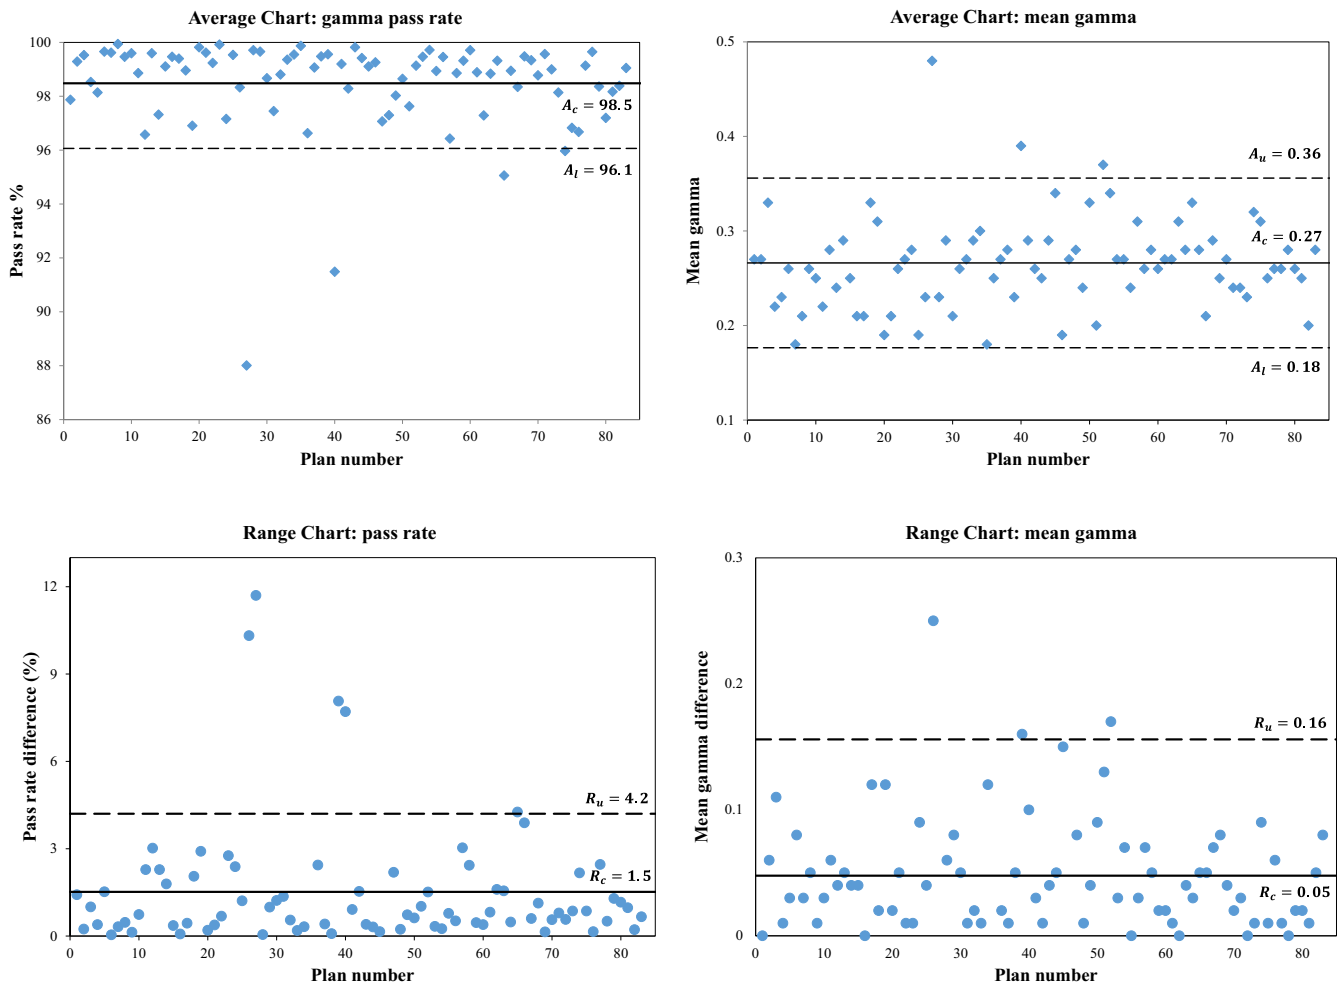 Average Chart: gamma pass rate
100
98
96
94
92
90
88
86
Pass rate %
A_c = 98.5
A_l = 96.1
0 10 20 30 40 50 60 70 80
Plan number
Average Chart: mean gamma
0.5
0.4
0.3
0.2
0.1
Mean gamma
A_u = 0.36
A_c = 0.27
A_l = 0.18
0 10 20 30 40 50 60 70 80
Plan number
Range Chart: pass rate
12
9
6
3
0
Pass rate difference (%)
R_u = 4.2
R_c = 1.5
0 10 20 30 40 50 60 70 80
Plan number
Range Chart: mean gamma
0.3
0.2
0.1
0
Mean gamma difference
R_u = 0.16
R_c = 0.05
0 10 20 30 40 50 60 70 80
Plan number